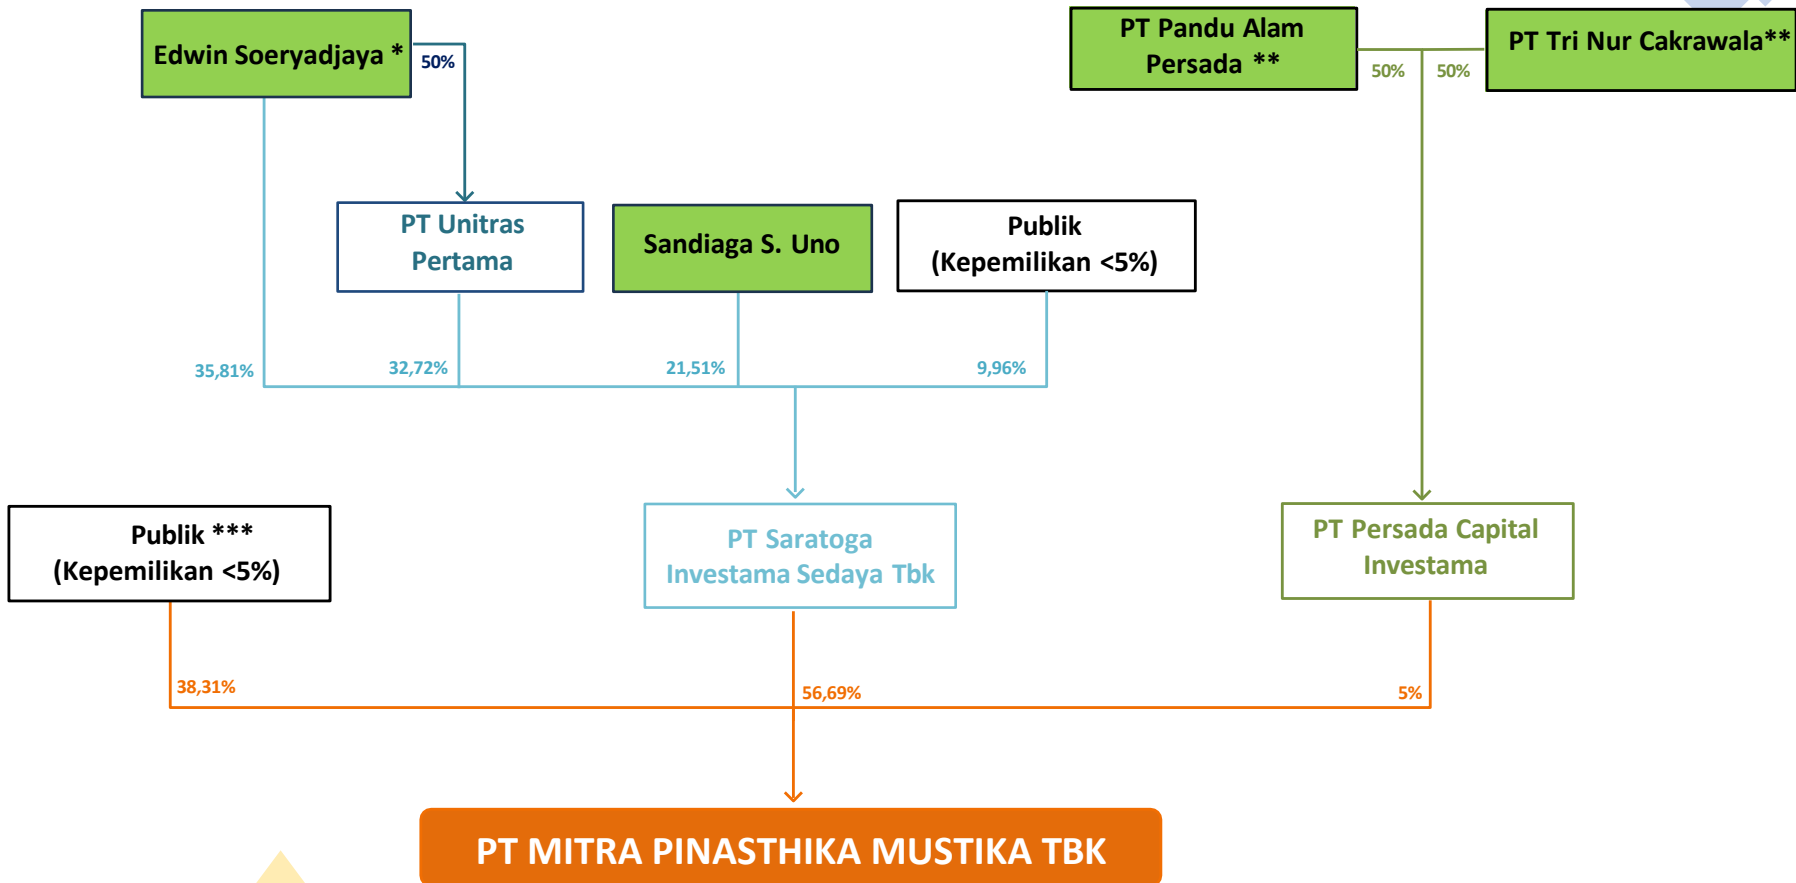 Edwin Soeryadjaya *
50%
PT Pandu Alam
Persada **
50%
50%
PT Tri Nur Cakrawala**
PT Unitras
Pertama
Sandiaga S. Uno
Publik
(Kepemilikan <5%)
35,81%
32,72%
21,51%
9,96%
Publik ***
(Kepemilikan <5%)
PT Saratoga
Investama Sedaya Tbk
PT Persada Capital
Investama
38,31%
56,69%
5%
PT MITRA PINASTHIKA MUSTIKA TBK